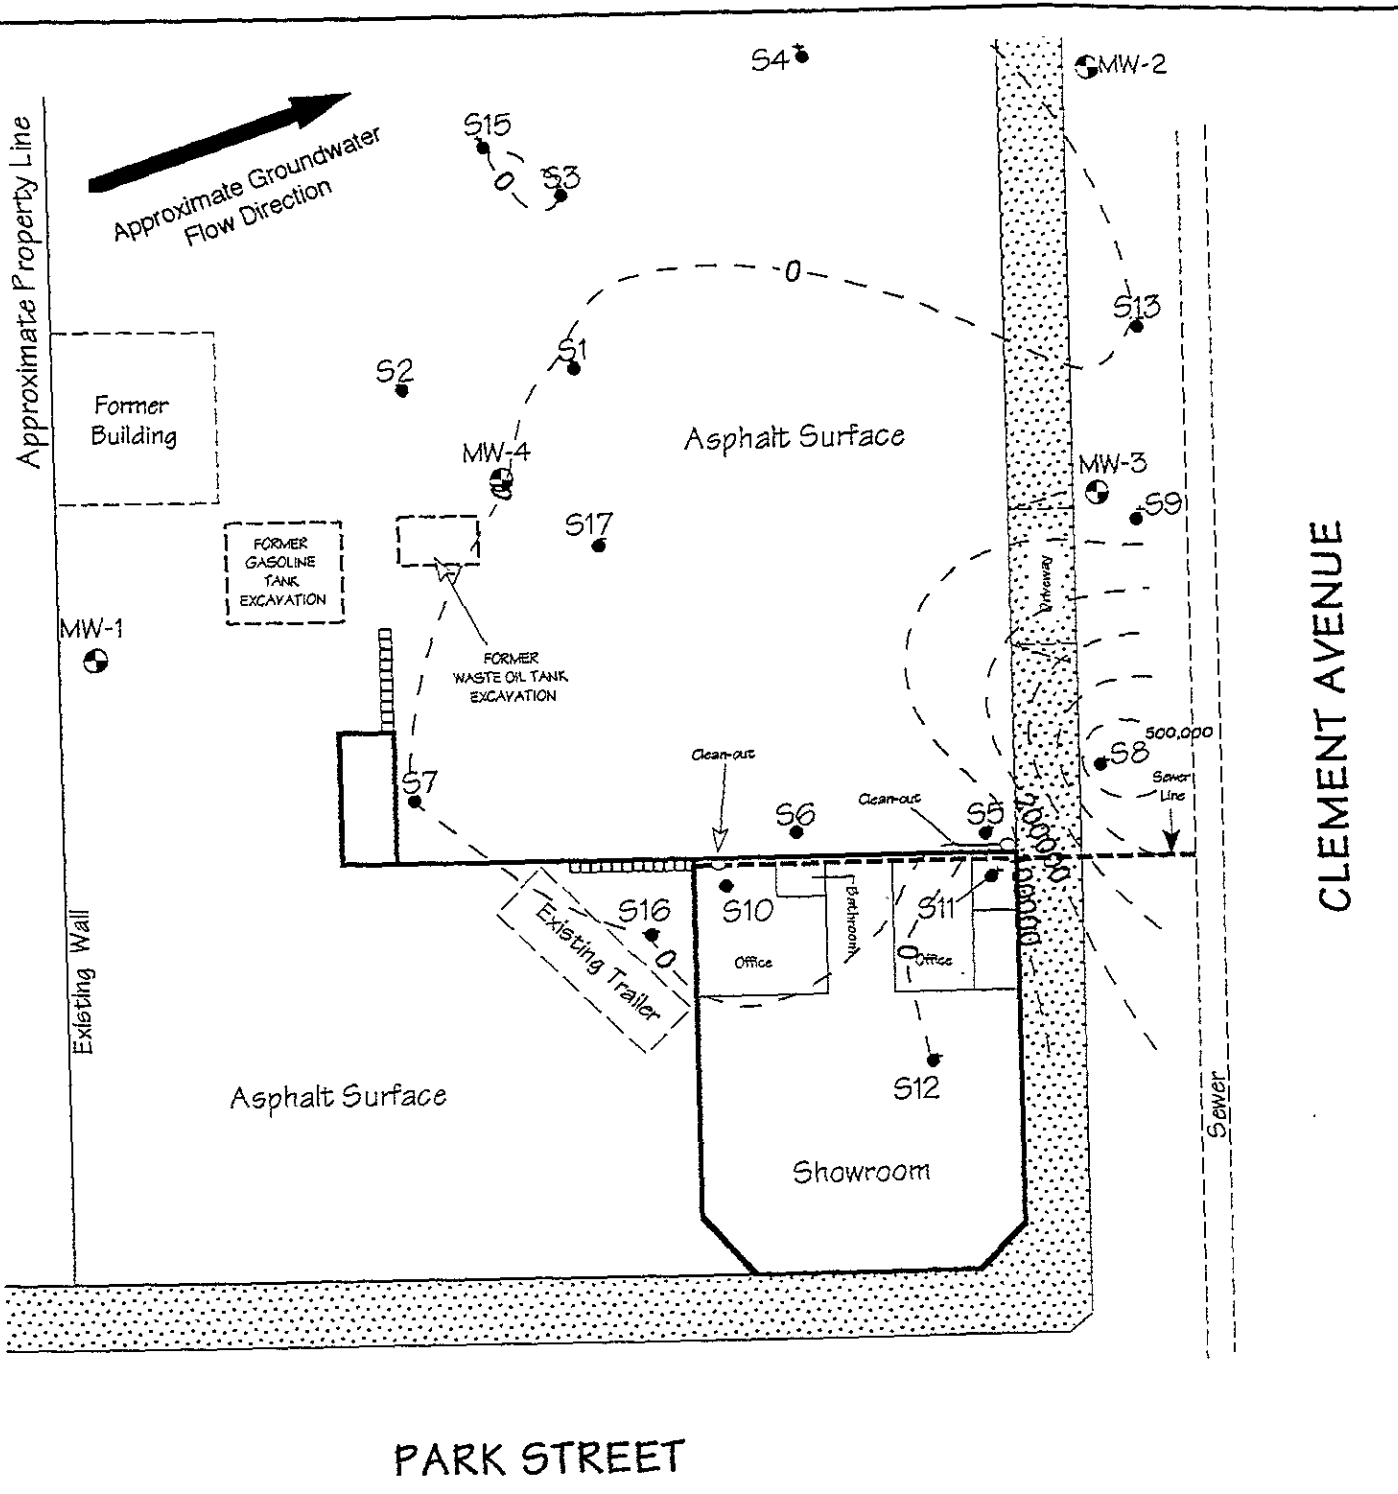 S4
MW-2
Approximate Property Line
Approximate Groundwater
Flow Direction
S15
0
S3
0
S13
S1
S2
Former
Building
Asphalt Surface
MW-4
0
MW-3
S9
S17
FORMER
GASOLINE
TANK
EXCAVATION
Driveway
CLEMENT AVENUE
MW-1
FORMER
WASTE OIL TANK
EXCAVATION
500,000
S8
Sewer
Line
Clean-out
S7
Clean-out
S6
S5
S16
0
S10
Bathroom
S11
0
Office
Office
Existing Trailer
Existing Wall
S12
Asphalt Surface
Sewer
Showroom
PARK STREET